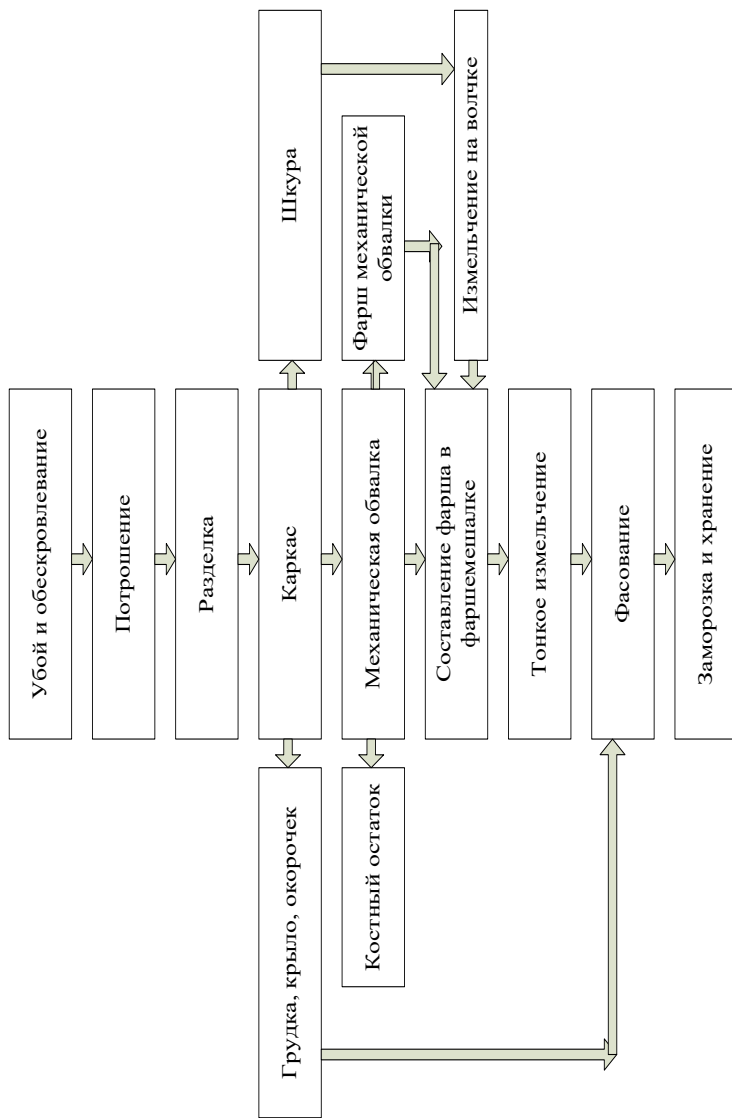 Убой и обескровлевание
Потрошение
Разделка
Грудка, крыло, окорочек
Каркас
Шкура
Костный остаток
Механическая обвалка
Фарш механической
обвалки
Составление фарша в
фаршемешалке
Измельчение на волчке
Тонкое измельчение
Фасование
Заморозка и хранение